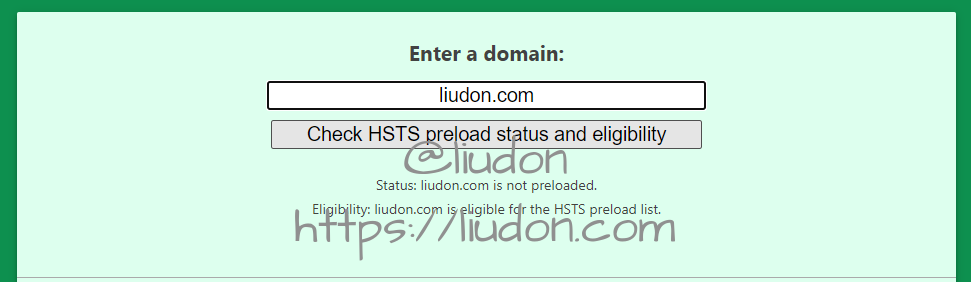 Enter a domain:
liudon.com
Check HSTS preload status and eligibility
@liudon
Status: liudon.com is not preloaded.
Eligibility: liudon.com is eligible for the HSTS preload list.
https://liudon.com